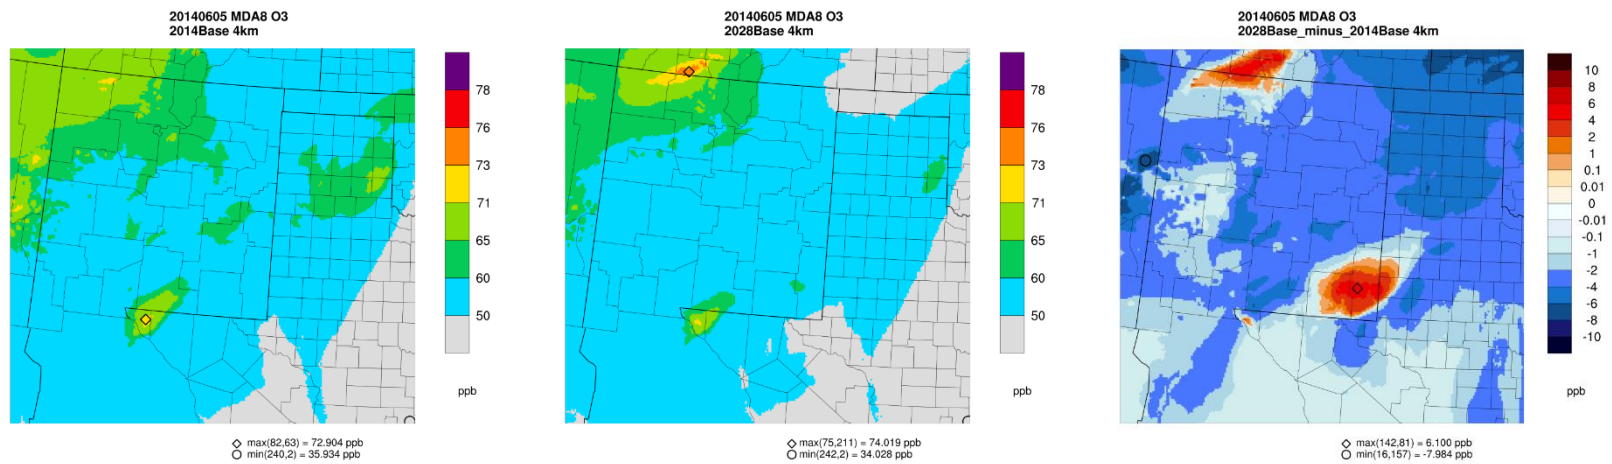 20140605 MDA8 O3
2014Base 4km
78
76
73
71
65
60
50
ppb
◇ max(82,63) = 72.904 ppb
○ min(240,2) = 35.934 ppb
20140605 MDA8 O3
2028Base 4km
78
76
73
71
65
60
50
ppb
◇ max(75,211) = 74.019 ppb
○ min(242,2) = 34.028 ppb
20140605 MDA8 O3
2028Base_minus_2014Base 4km
10
8
6
4
2
1
0.1
0.01
0
-0.01
-0.1
-1
-2
-4
-6
-8
-10
ppb
◇ max(142,81) = 6.100 ppb
○ min(16,157) = -7.984 ppb